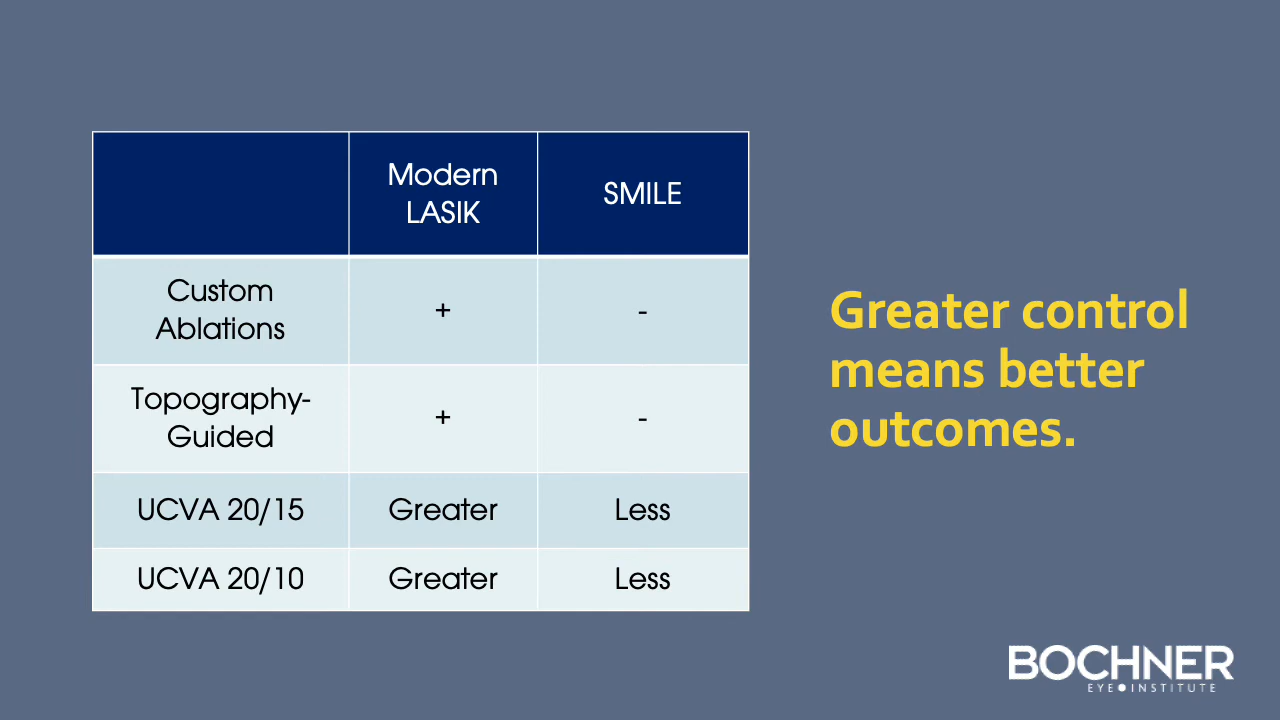 Modern
LASIK
SMILE
Custom
Ablations
+
-
Topography-
Guided
+
-
UCVA 20/15
Greater
Less
UCVA 20/10
Greater
Less
Greater control
means better
outcomes.
BOCHNER
EYE●INSTITUTE